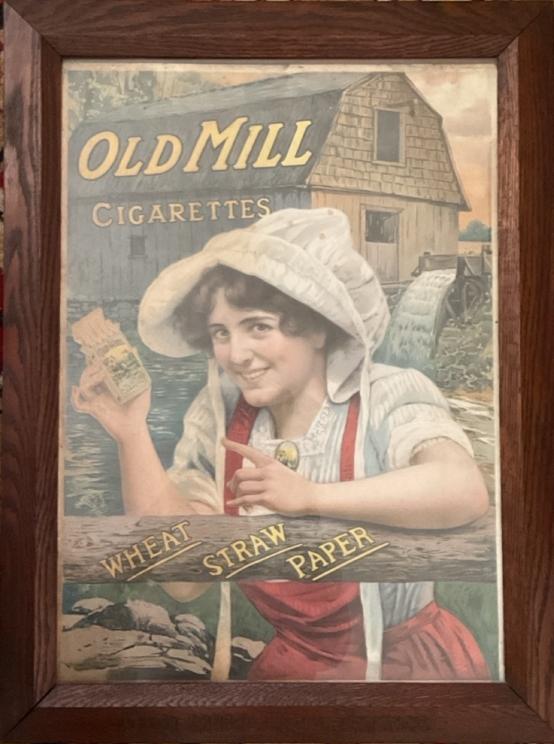 OLD MILL
CIGARETTES
WHEAT STRAW PAPER